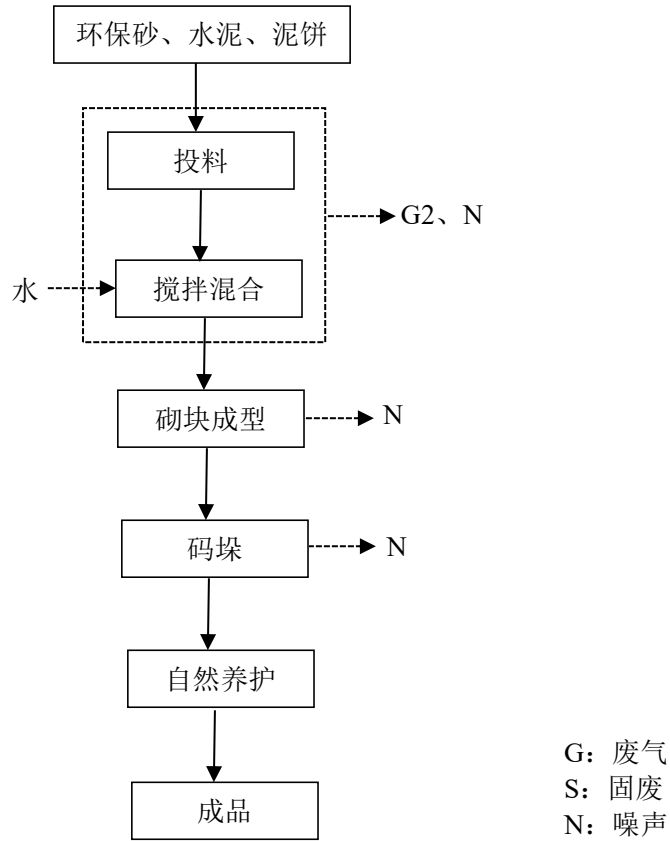 环保砂、水泥、泥饼
投料
G2、N
水
搅拌混合
砌块成型
N
码垛
N
自然养护
成品
G：废气
S：固废
N：噪声